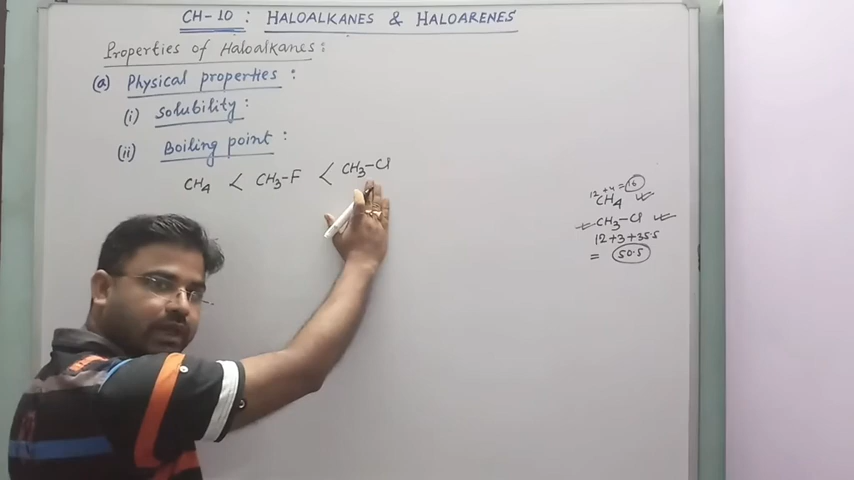 CH-10 : HALOALKANES & HALOARENES
Properties of Haloalkanes :
(a) Physical properties :
(i) Solubility :
(ii) Boiling point :
CH₄ < CH₃-F < CH₃-Cl
12+4=16
CH₄
CH₃-Cl
12+3+35.5
= 50.5